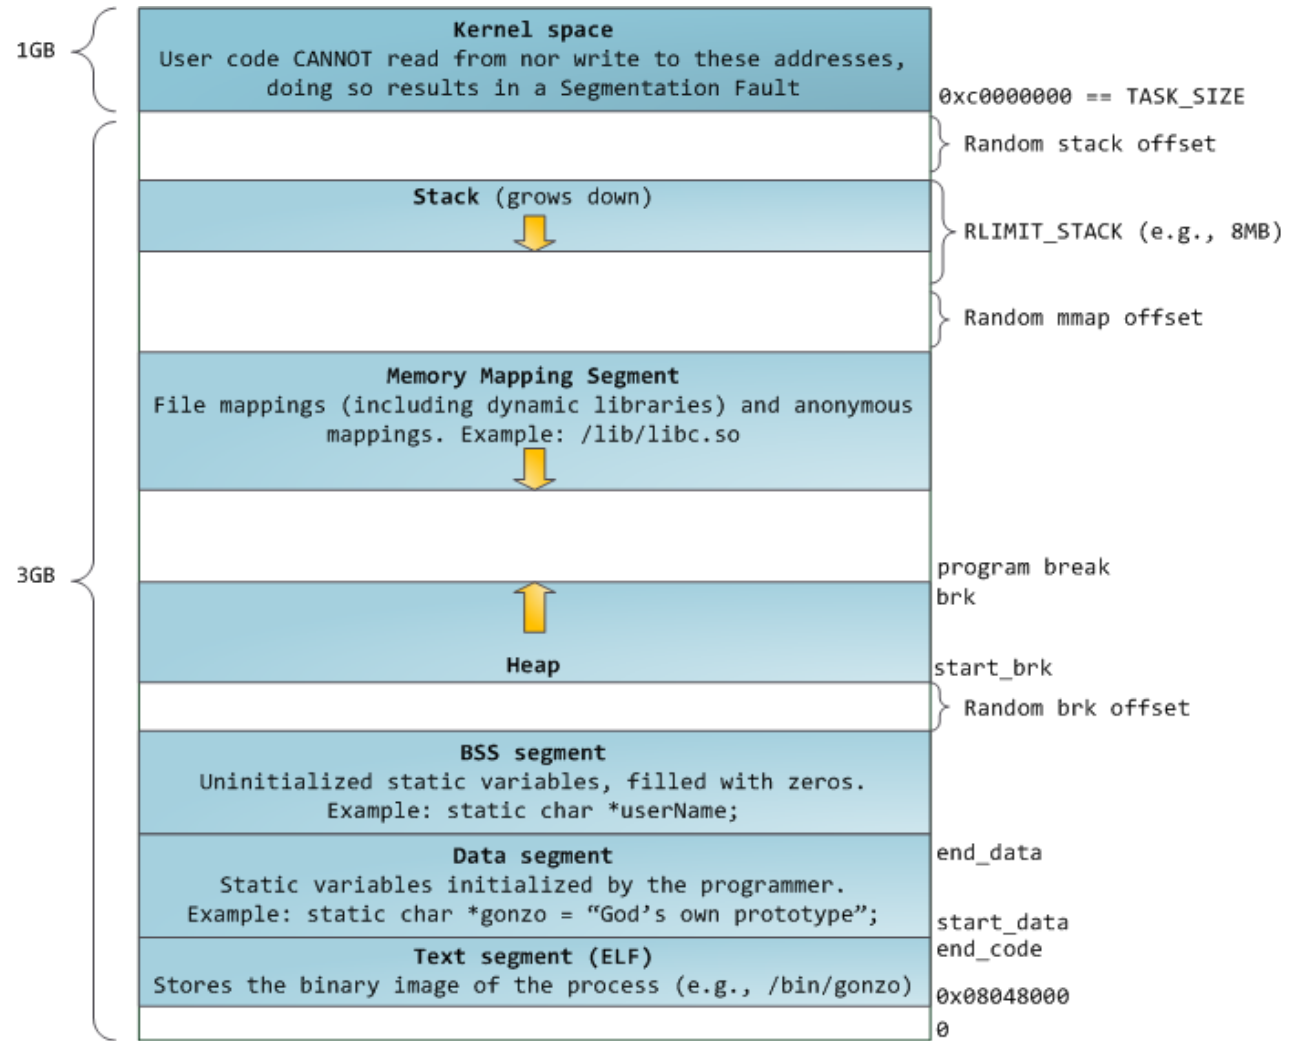 1GB
Kernel space
User code CANNOT read from nor write to these addresses,
doing so results in a Segmentation Fault
0xc0000000 == TASK_SIZE
Random stack offset
Stack (grows down)
RLIMIT_STACK (e.g., 8MB)
Random mmap offset
Memory Mapping Segment
File mappings (including dynamic libraries) and anonymous
mappings. Example: /lib/libc.so
3GB
program break
brk
Heap
start_brk
Random brk offset
BSS segment
Uninitialized static variables, filled with zeros.
Example: static char *userName;
Data segment
end_data
Static variables initialized by the programmer.
Example: static char *gonzo = “God’s own prototype”;
start_data
end_code
Text segment (ELF)
Stores the binary image of the process (e.g., /bin/gonzo)
0x08048000
0